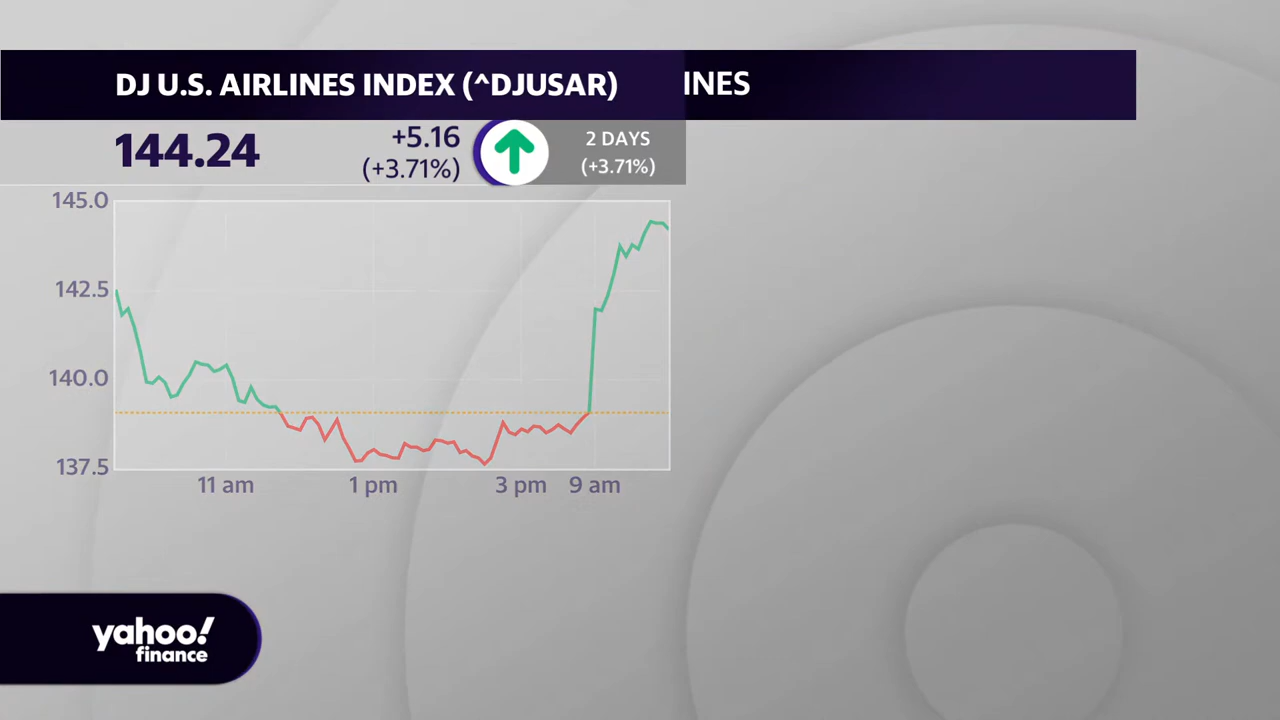 DJ U.S. AIRLINES INDEX (^DJUSAR)
INES
144.24
+5.16
(+3.71%)
2 DAYS
(+3.71%)
145.0
142.5
140.0
137.5
11 am
1 pm
3 pm
9 am
yahoo!
finance